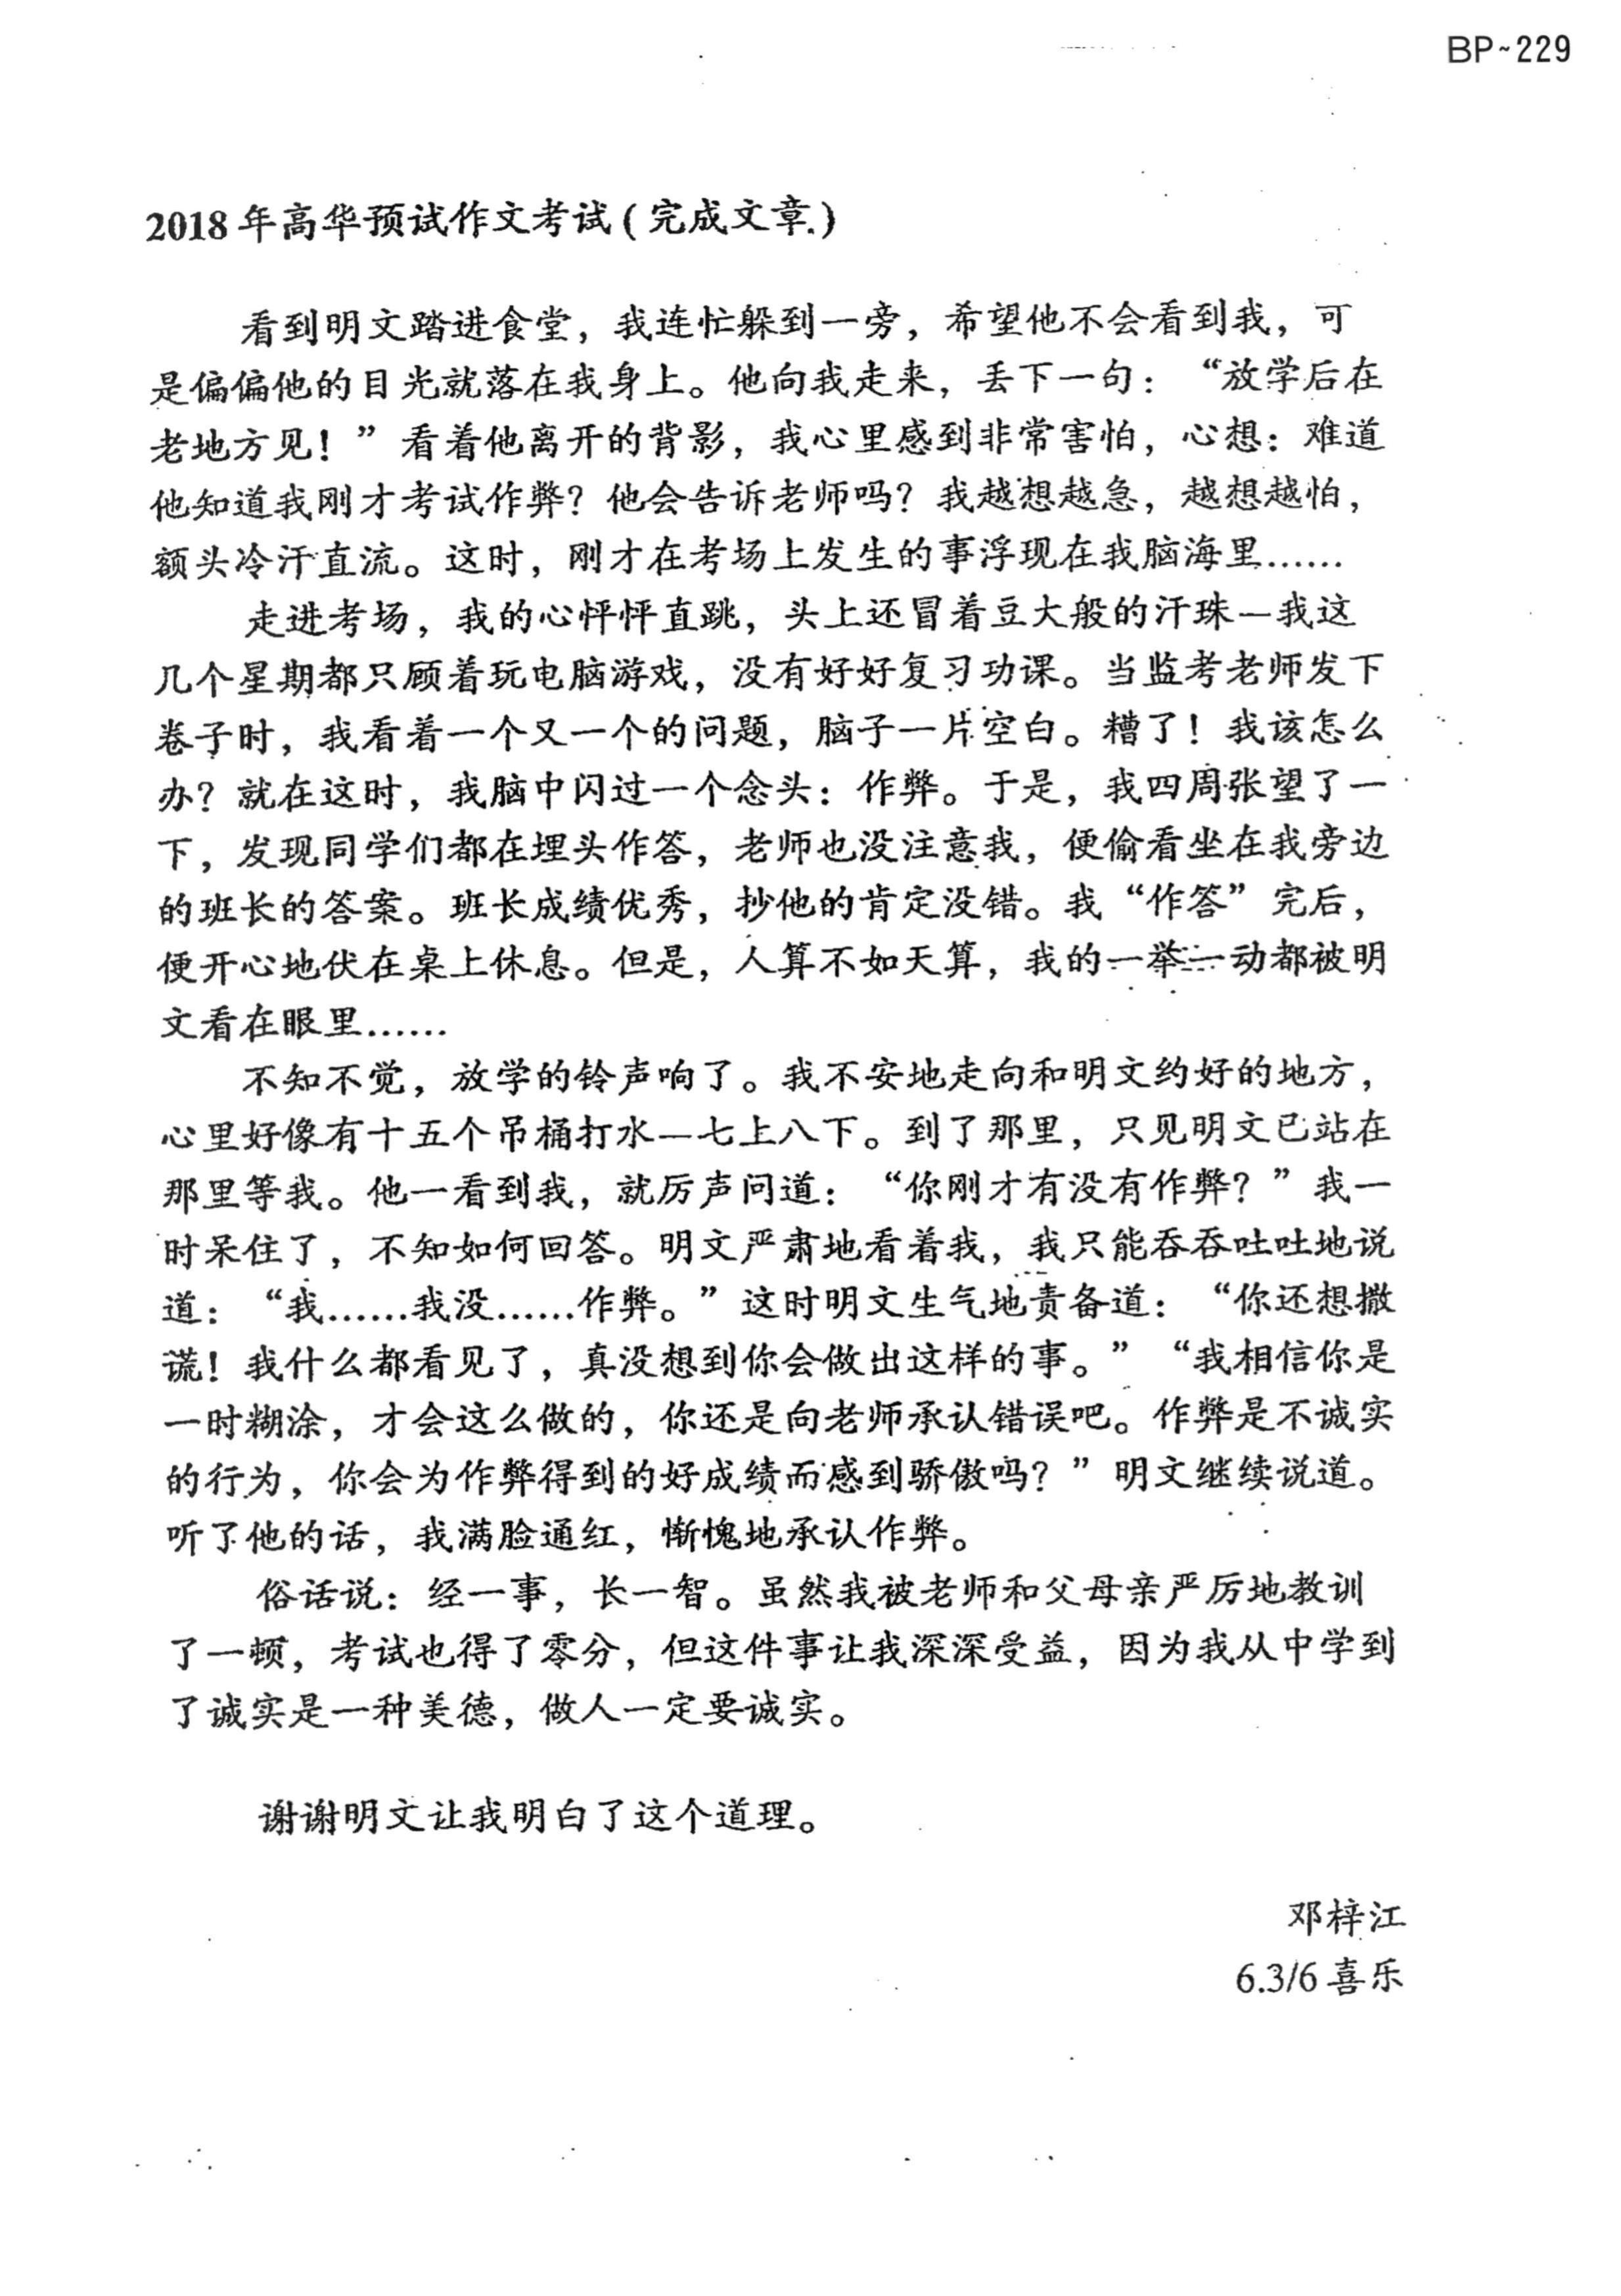 BP~229
2018年高华预试作文考试(完成文章.)
看到明文踏进食堂，我连忙躲到一旁，希望他不会看到我，可
是偏偏他的目光就落在我身上。他向我走来，丢下一句：“放学后在
老地方见！”看着他离开的背影，我心里感到非常害怕，心想：难道
他知道我刚才考试作弊？他会告诉老师吗？我越想越急，越想越怕，
额头冷汗直流。这时，刚才在考场上发生的事浮现在我脑海里......
走进考场，我的心怦怦直跳，头上还冒着豆大般的汗珠—我这
几个星期都只顾着玩电脑游戏，没有好好复习功课。当监考老师发下
卷子时，我看着一个又一个的问题，脑子一片空白。糟了！我该怎么
办？就在这时，我脑中闪过一个念头：作弊。于是，我四周张望了一
下，发现同学们都在埋头作答，老师也没注意我，便偷看坐在我旁边
的班长的答案。班长成绩优秀，抄他的肯定没错。我“作答”完后，
便开心地伏在桌上休息。但是，人算不如天算，我的一举一动都被明
文看在眼里......
不知不觉，放学的铃声响了。我不安地走向和明文约好的地方，
心里好像有十五个吊桶打水—七上八下。到了那里，只见明文已站在
那里等我。他一看到我，就厉声问道：“你刚才有没有作弊？”我一
时呆住了，不知如何回答。明文严肃地看着我，我只能吞吞吐吐地说
道：“我......我没......作弊。”这时明文生气地责备道：“你还想撒
谎！我什么都看见了，真没想到你会做出这样的事。”“我相信你是
一时糊涂，才会这么做的，你还是向老师承认错误吧。作弊是不诚实
的行为，你会为作弊得到的好成绩而感到骄傲吗？”明文继续说道。
听了他的话，我满脸通红，惭愧地承认作弊。
俗话说：经一事，长一智。虽然我被老师和父母亲严厉地教训
了一顿，考试也得了零分，但这件事让我深深受益，因为我从中学到
了诚实是一种美德，做人一定要诚实。
谢谢明文让我明白了这个道理。
邓梓江
6.3/6喜乐